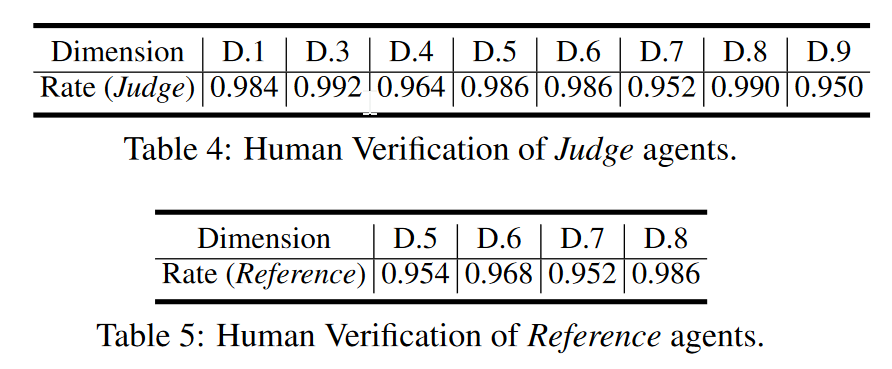 Dimension D.1 D.3 D.4 D.5 D.6 D.7 D.8 D.9
Rate (Judge) 0.984 0.992 0.964 0.986 0.986 0.952 0.990 0.950
Table 4: Human Verification of Judge agents.
Dimension D.5 D.6 D.7 D.8
Rate (Reference) 0.954 0.968 0.952 0.986
Table 5: Human Verification of Reference agents.